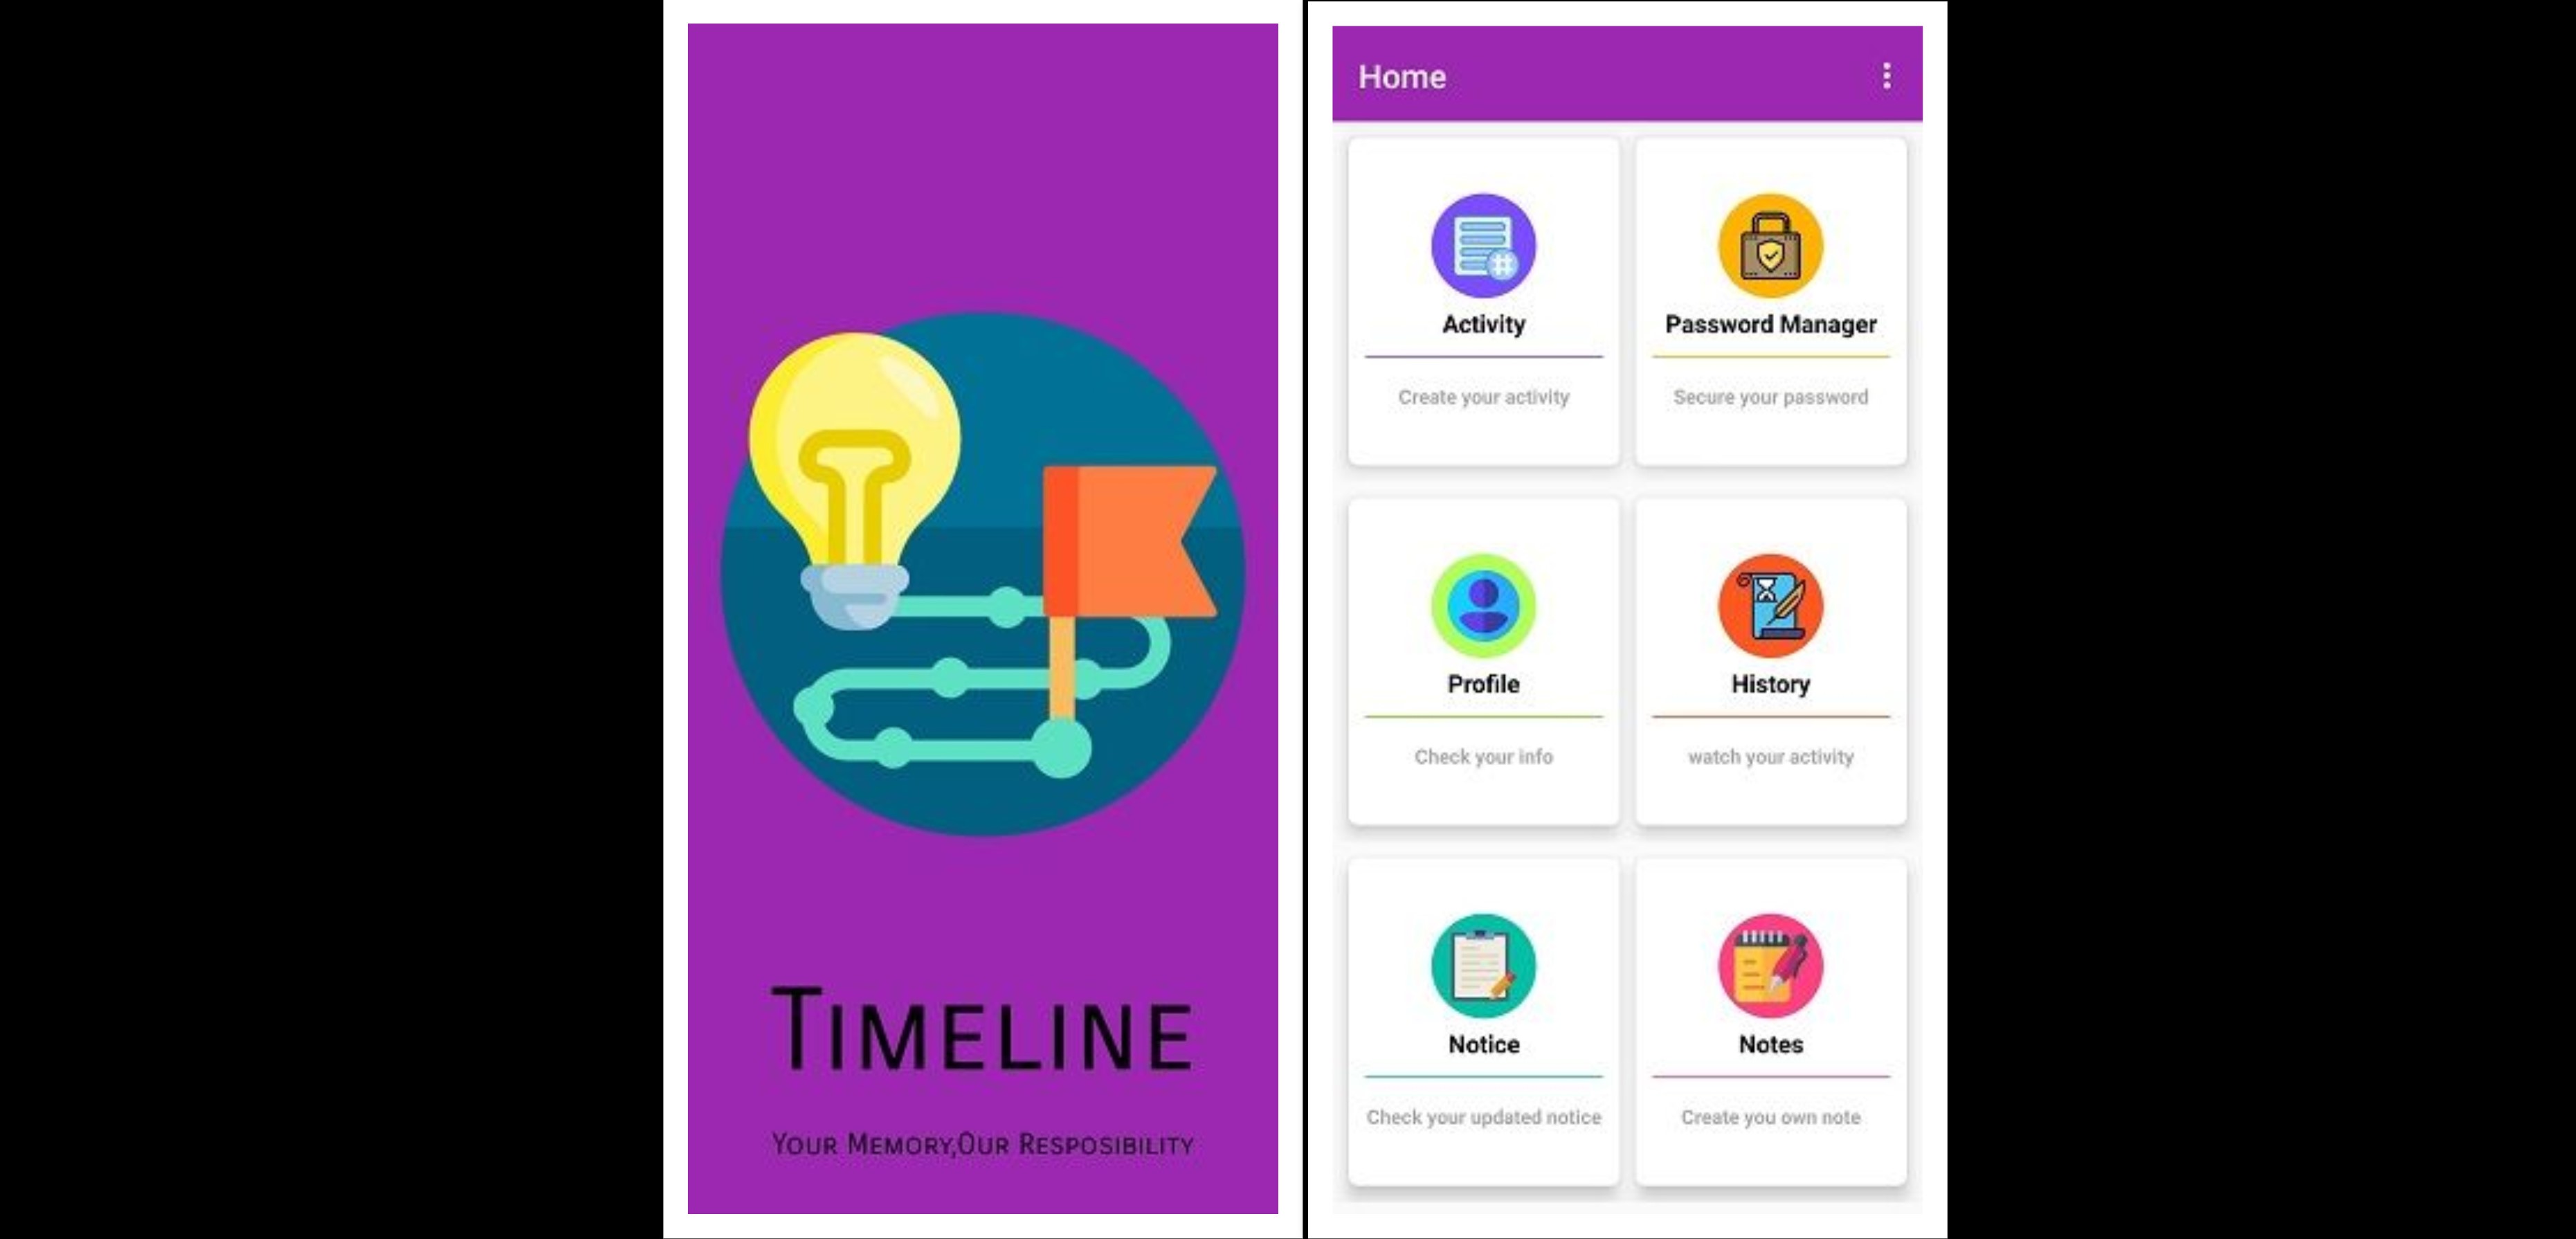 TIMELINE
YOUR MEMORY,OUR RESPOSIBILITY
Home
Activity
Create your activity
Password Manager
Secure your password
Profile
Check your info
History
watch your activity
Notice
Check your updated notice
Notes
Create you own note